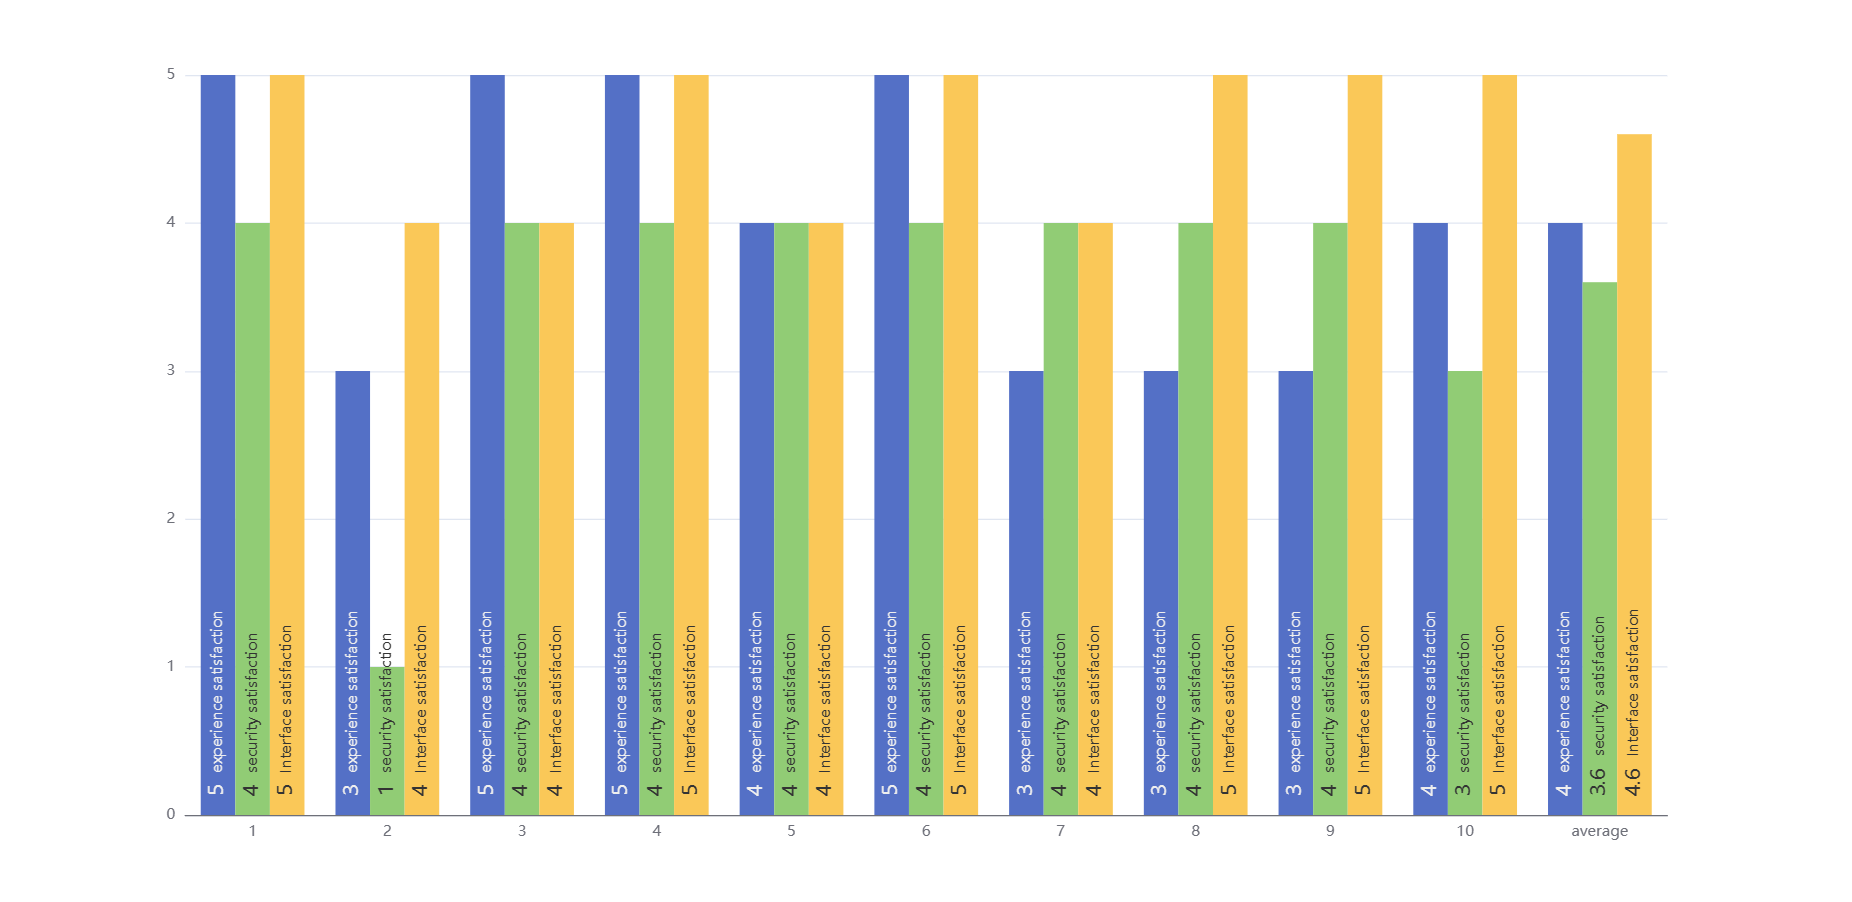 5
4
3
2
1
0
5 experience satisfaction
4 security satisfaction
5 Interface satisfaction
3 experience satisfaction
1 security satisfaction
4 Interface satisfaction
5 experience satisfaction
4 security satisfaction
4 Interface satisfaction
5 experience satisfaction
4 security satisfaction
5 Interface satisfaction
4 experience satisfaction
4 security satisfaction
4 Interface satisfaction
5 experience satisfaction
4 security satisfaction
5 Interface satisfaction
3 experience satisfaction
4 security satisfaction
4 Interface satisfaction
3 experience satisfaction
4 security satisfaction
5 Interface satisfaction
3 experience satisfaction
4 security satisfaction
5 Interface satisfaction
4 experience satisfaction
3 security satisfaction
5 Interface satisfaction
4 experience satisfaction
3.6 security satisfaction
4.6 Interface satisfaction
1 2 3 4 5 6 7 8 9 10 average